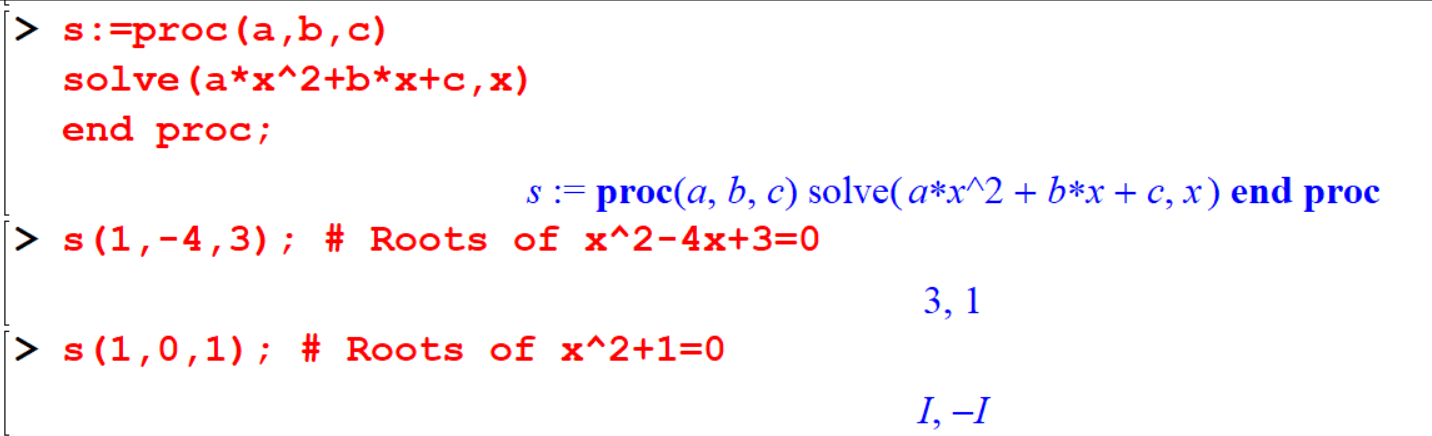 > s:=proc(a,b,c)
solve(a*x^2+b*x+c,x)
end proc;
s := proc(a, b, c) solve(a*x^2 + b*x + c, x) end proc
> s(1,-4,3); # Roots of x^2-4x+3=0
3, 1
> s(1,0,1); # Roots of x^2+1=0
I, –I